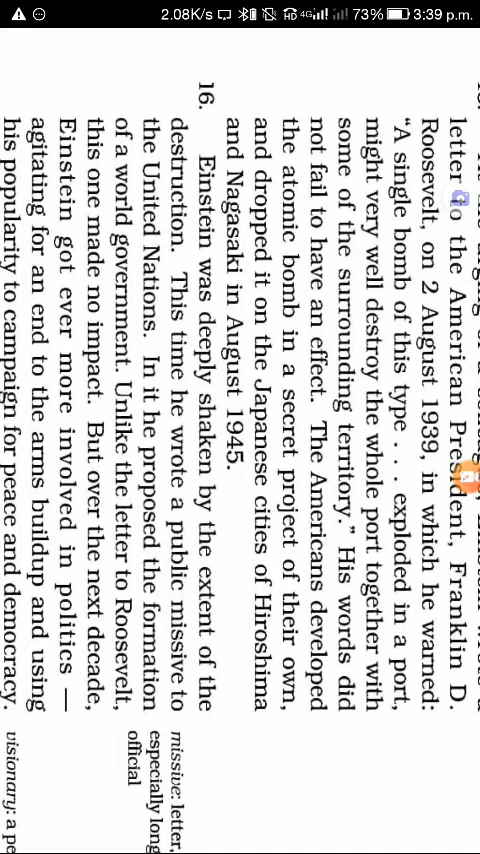 2.08K/s HD 4G 73% 3:39 p.m.
letter to the American President, Franklin D.
Roosevelt, on 2 August 1939, in which he warned:
“A single bomb of this type . . . exploded in a port,
might very well destroy the whole port together with
some of the surrounding territory.” His words did
not fail to have an effect. The Americans developed
the atomic bomb in a secret project of their own,
and dropped it on the Japanese cities of Hiroshima
and Nagasaki in August 1945.
16. Einstein was deeply shaken by the extent of the
destruction. This time he wrote a public missive to
the United Nations. In it he proposed the formation
of a world government. Unlike the letter to Roosevelt,
this one made no impact. But over the next decade,
Einstein got ever more involved in politics —
agitating for an end to the arms buildup and using
his popularity to campaign for peace and democracy.
missive: letter,
especially long
official
visionary: a pe